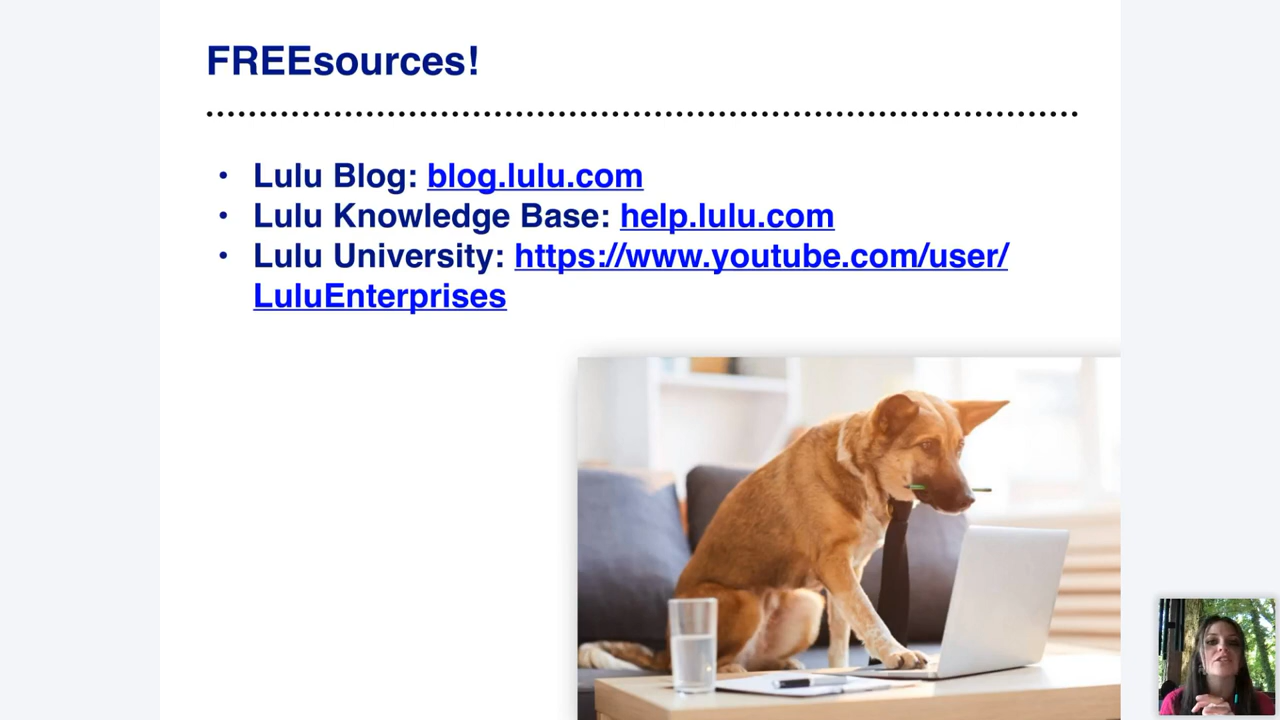 FREEsources!
• Lulu Blog: blog.lulu.com
• Lulu Knowledge Base: help.lulu.com
• Lulu University: https://www.youtube.com/user/
LuluEnterprises